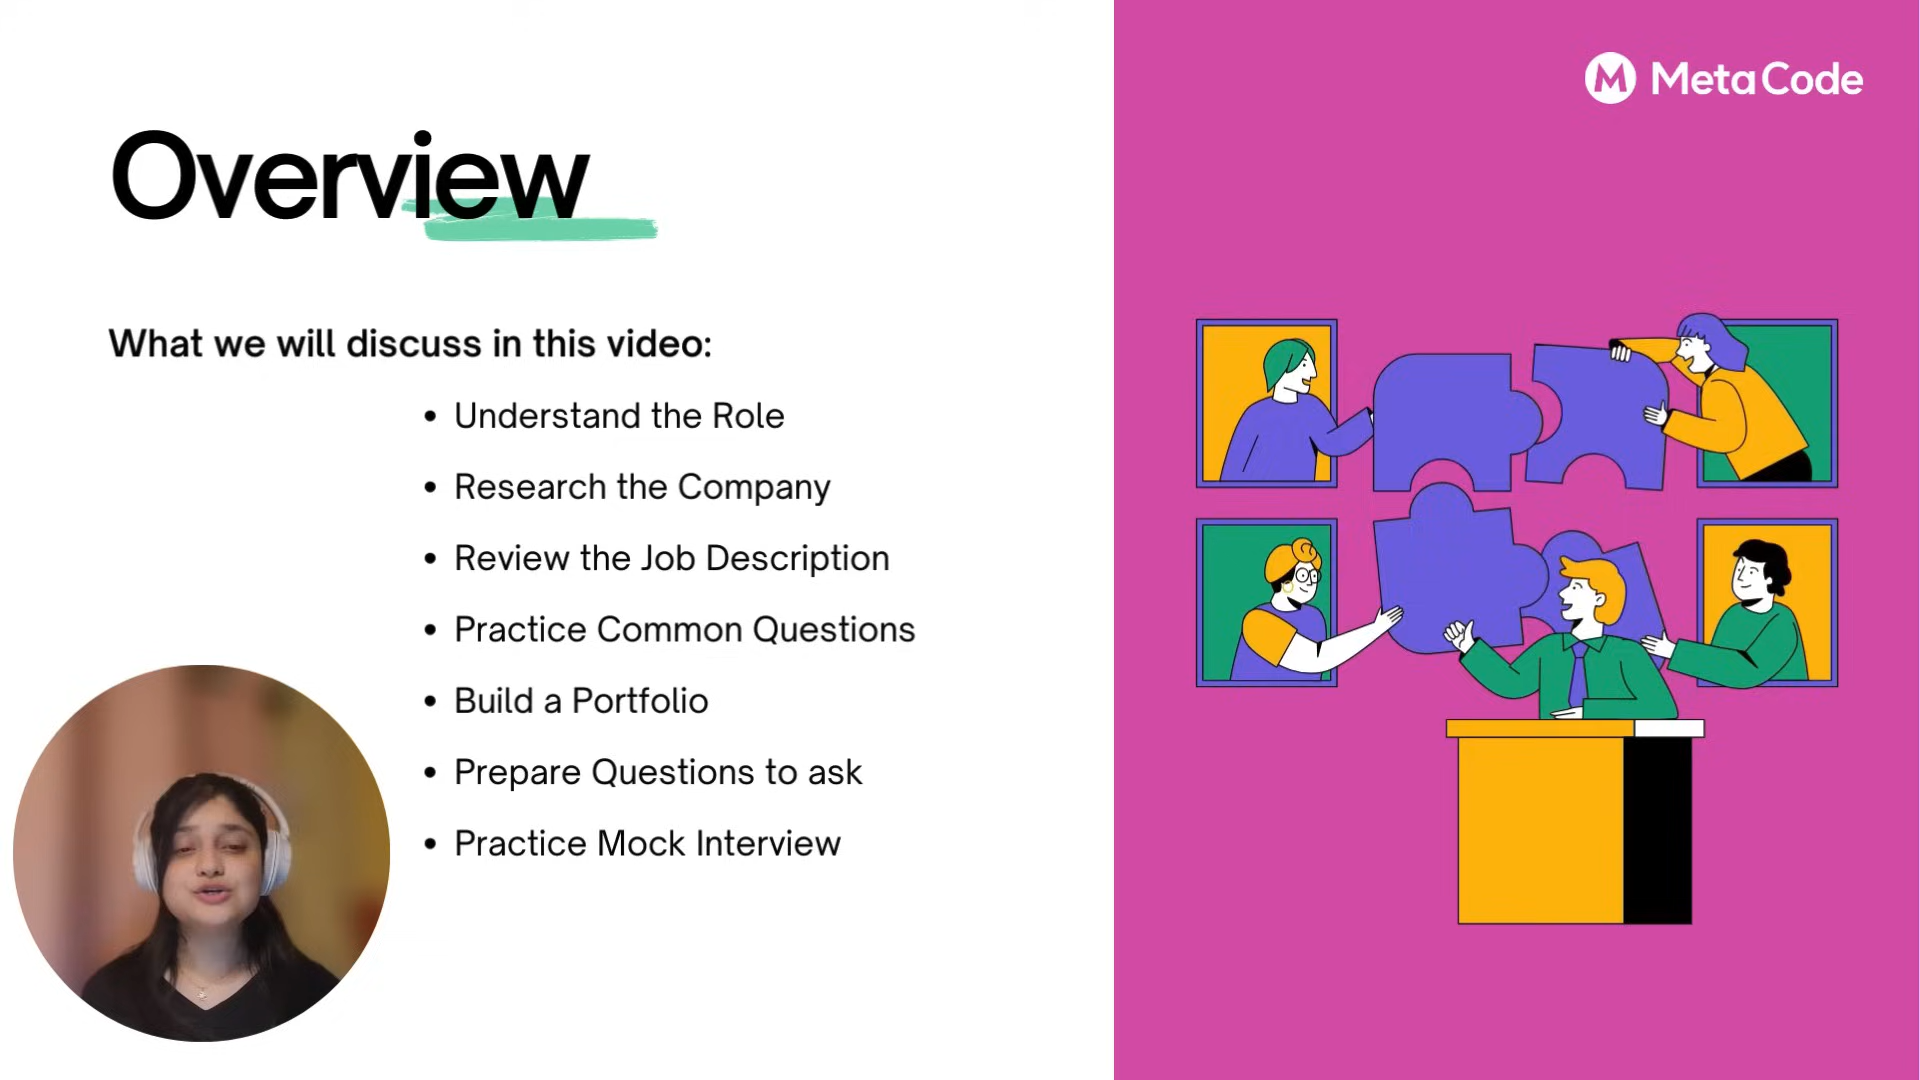 Overview
What we will discuss in this video:
• Understand the Role
• Research the Company
• Review the Job Description
• Practice Common Questions
• Build a Portfolio
• Prepare Questions to ask
• Practice Mock Interview
M MetaCode